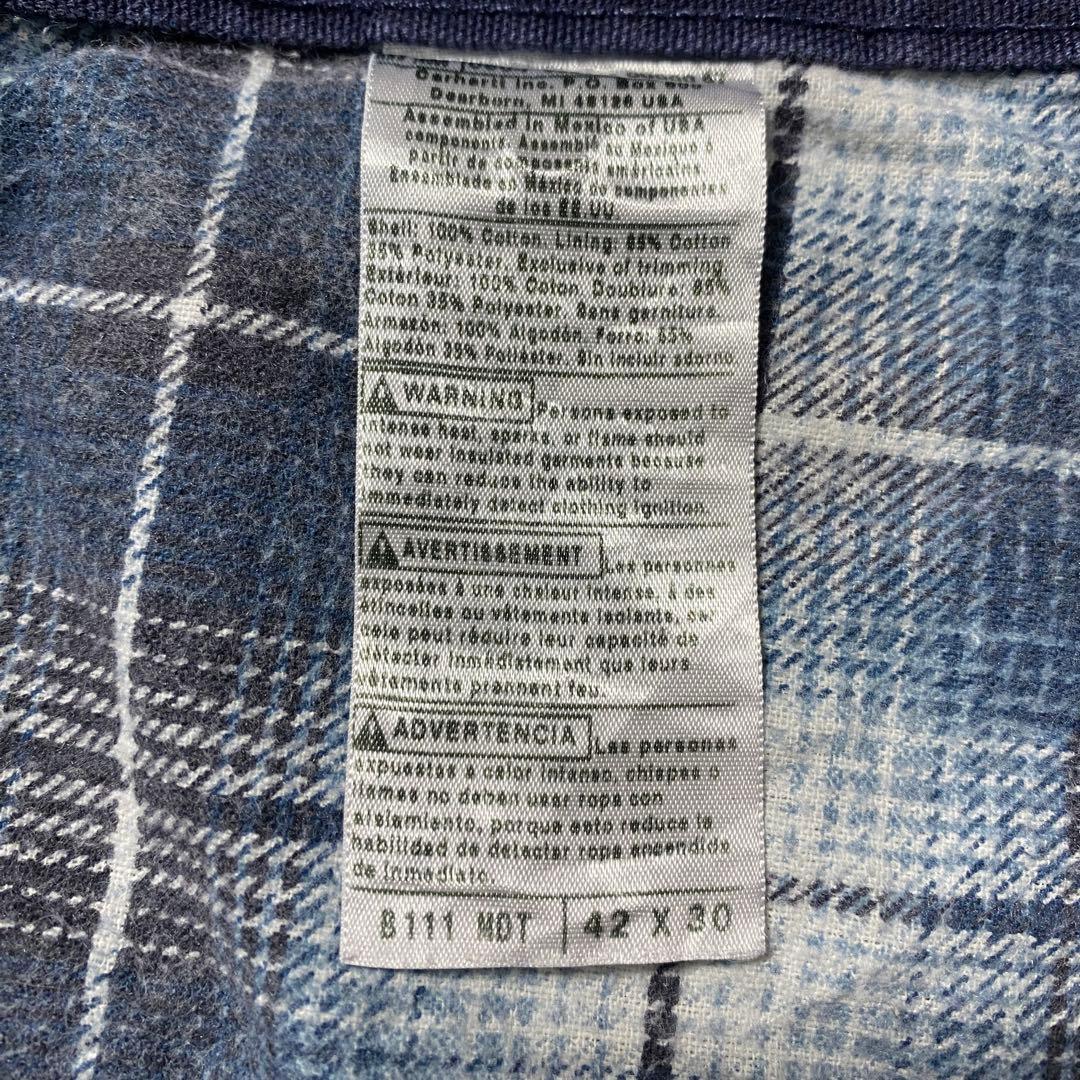 Carhartt Inc. P.O. Box 600
Dearborn, MI 48126 USA
Assembled in Mexico of USA
components. Assemblé au Mexique à
partir de composants américains.
Ensamblado en México de componentes
de los EE.UU.
Shell: 100% Cotton. Lining: 65% Cotton
35% Polyester. Exclusive of trimming
Extérieur: 100% Coton. Doublure: 65%
Coton 35% Polyester. Sans garniture.
Armazón: 100% Algodón. Forro: 65%
Algodón 35% Poliester. Sin incluir adorno
WARNING Persons exposed to
intense heat, sparks, or flame should
not wear insulated garments because
they can reduce the ability to
immediately detect clothing ignition
AVERTISSEMENT Les personnes
exposées à une chaleur intense, à des
étincelles ou vêtements isolants, car
cele peut réduire leur capacité de
détecter immédiatement que leurs
vêtements prennent feu.
ADVERTENCIA Las personas
expuestas a calor intenso, chispas o
llamas no deben usar ropa con
aislamiento, porque esto reduce la
habilidad de detectar ropa encendida
de inmediato.
B111 MDT 42 X 30